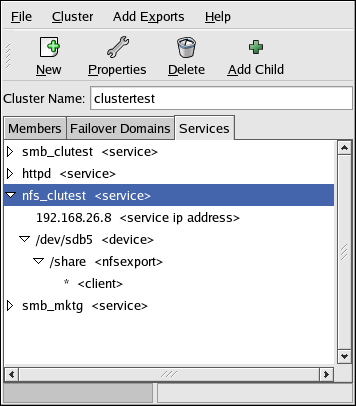 File Cluster Add Exports Help
New Properties Delete Add Child
Cluster Name: clustertest
Members Failover Domains Services
smb_clutest <service>
httpd <service>
nfs_clutest <service>
192.168.26.8 <service ip address>
/dev/sdb5 <device>
/share <nfsexport>
* <client>
smb_mktg <service>